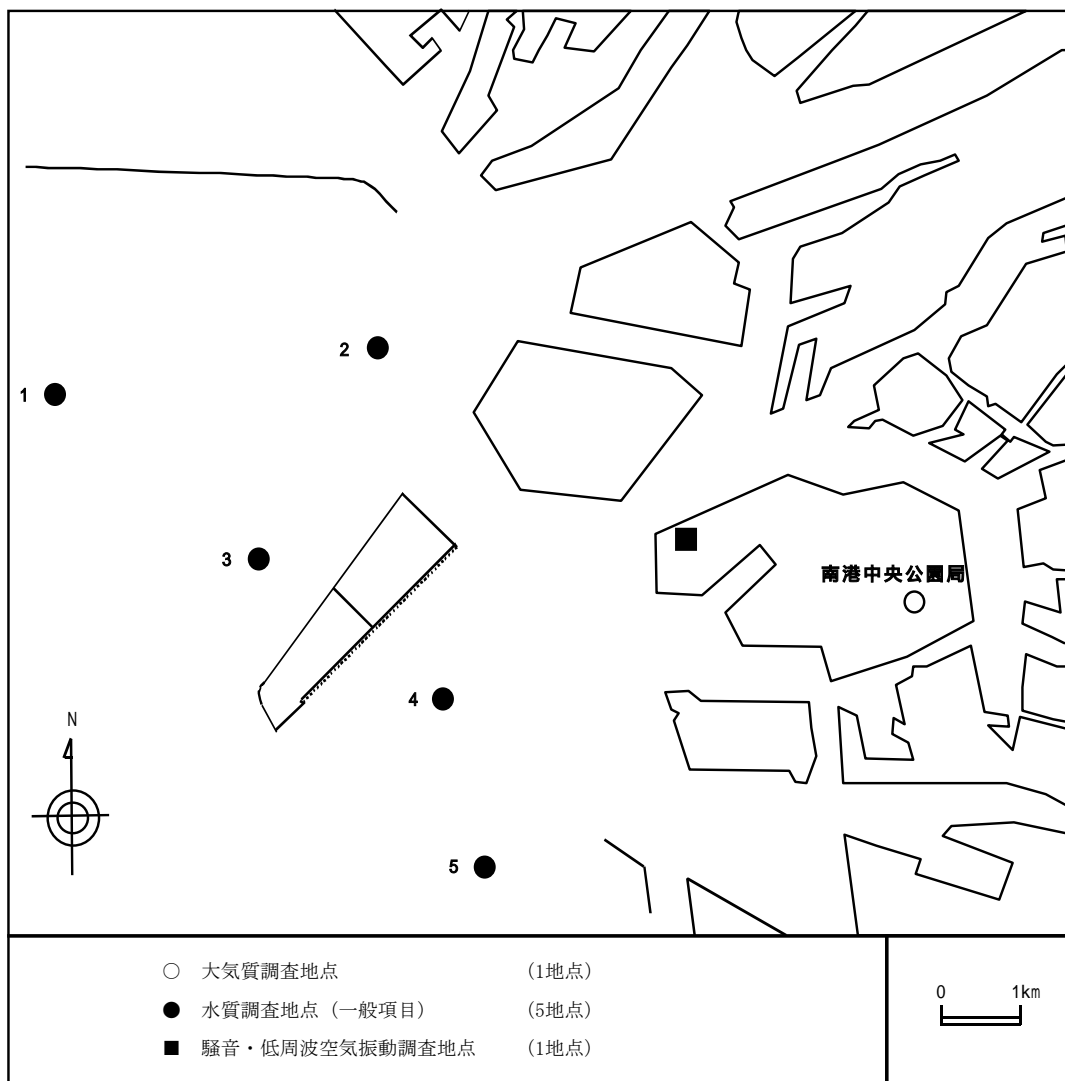 2
1
3
南港中央公園局
4
N
5
○ 大気質調査地点 (1地点)
● 水質調査地点 (一般項目) (5地点)
■ 騒音・低周波空気振動調査地点 (1地点)
0 1km